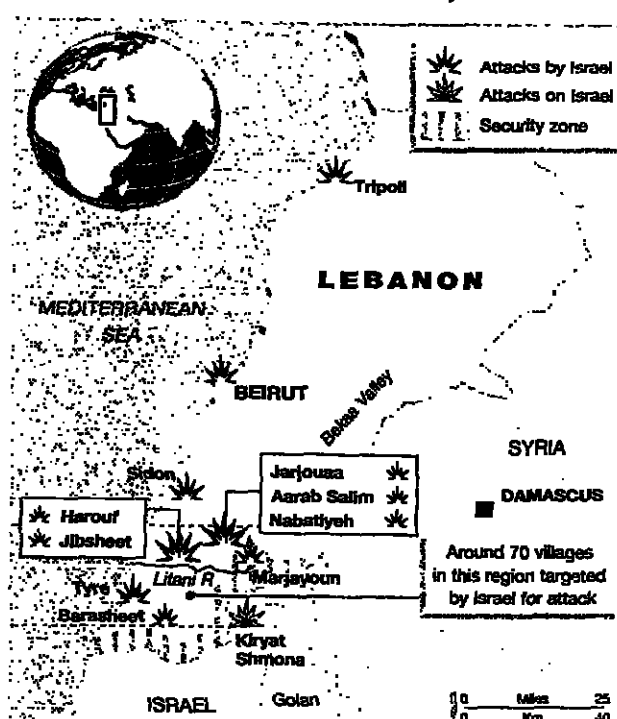 Attacks by Israel
Attacks on Israel
Security zone
Tripoli
LEBANON
MEDITERRANEAN
SEA
BEIRUT
Bekaa Valley
SYRIA
Sidon
Jarjouaa
Aarab Salim
Nabatiyeh
DAMASCUS
Harouf
Jibsheet
Around 70 villages
in this region targeted
by Israel for attack
Litani R
Marjayoun
Tyre
Barasheet
Kiryat
Shmona
ISRAEL
Golan
0 Miles 25
0 Km 40